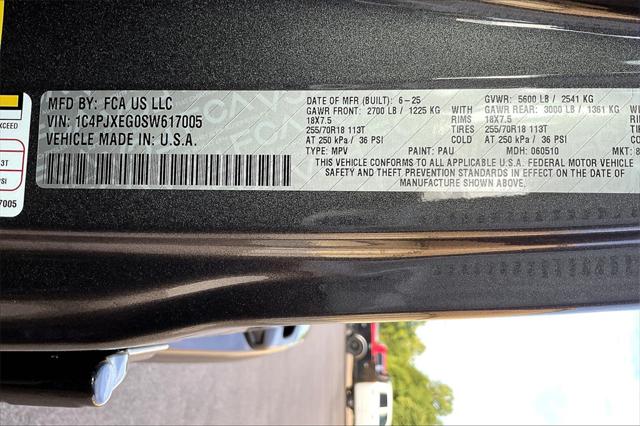 MFD BY: FCA US LLC
VIN: 1C4PJXEG0SW617005
VEHICLE MADE IN U.S.A.
DATE OF MFR (BUILT): 6-25
GAWR FRONT: 2700 LB / 1225 KG
18X7.5 RIMS
255/70R18 113T TIRES
AT 250 kPa / 36 PSI COLD
GVWR: 5600 LB / 2541 KG
GAWR REAR: 3000 LB / 1361 KG
18X7.5
255/70R18 113T
AT 250 kPa / 36 PSI
TYPE: MPV PAINT: PAU MDH: 060510 MKT: 8
THIS VEHICLE CONFORMS TO ALL APPLICABLE U.S.A. FEDERAL MOTOR VEHICLE
SAFETY AND THEFT PREVENTION STANDARDS IN EFFECT ON THE DATE OF
MANUFACTURE SHOWN ABOVE.
EXCEED
3T
PSI
7005